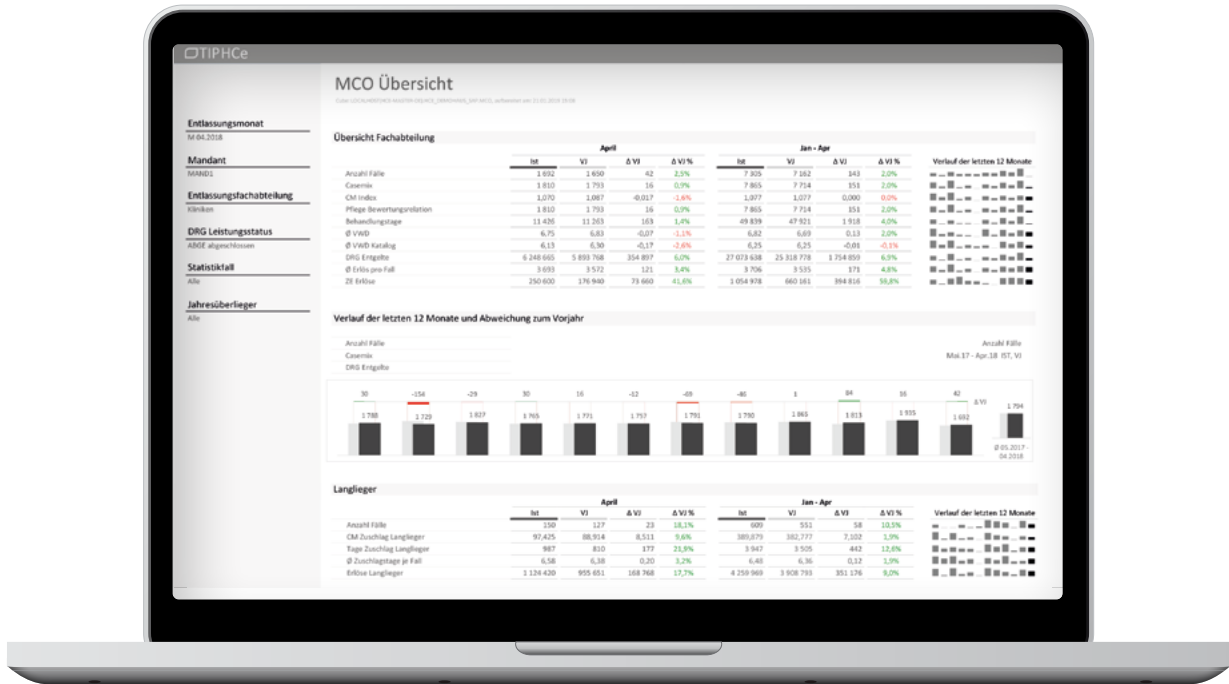 TIPHCe
MCO Übersicht
Entlassungsmonat
M 04.2018
Mandant
MAND1
Entlassungsfachabteilung
Kliniken
DRG Leistungsstatus
ABGE abgeschlossen
Statistikfall
Alle
Jahresüberlieger
Alle
Übersicht Fachabteilung
April Jan - Apr
Ist VJ Δ VJ Δ VJ % Ist VJ Δ VJ Δ VJ % Verlauf der letzten 12 Monate
Anzahl Fälle 1 692 1 650 42 2,5% 7 305 7 162 143 2,0%
Casemix 1 810 1 793 16 0,9% 7 865 7 714 151 2,0%
CM Index 1,070 1,087 -0,017 -1,6% 1,077 1,077 0,000 0,0%
Pflege Bewertungsrelation 1 810 1 793 16 0,9% 7 865 7 714 151 2,0%
Behandlungstage 11 426 11 263 163 1,4% 49 839 47 921 1 918 4,0%
Ø VWD 6,75 6,83 -0,07 -1,1% 6,82 6,69 0,13 2,0%
Ø VWD Katalog 6,13 6,30 -0,17 -2,6% 6,25 6,25 -0,01 -0,1%
DRG Entgelte 6 248 665 5 893 768 354 897 6,0% 27 073 638 25 318 778 1 754 859 6,9%
Ø Erlös pro Fall 3 693 3 572 121 3,4% 3 706 3 535 171 4,8%
ZE Erlöse 250 600 176 940 73 660 41,6% 1 054 978 660 161 394 816 59,8%
Verlauf der letzten 12 Monate und Abweichung zum Vorjahr
Anzahl Fälle Anzahl Fälle
Casemix Mai.17 - Apr.18 IST, VJ
DRG Entgelte
30 -154 -29 30 16 -12 -69 -46 1 84 16 42 Δ VJ
1 788 1 729 1 827 1 765 1 771 1 757 1 791 1 790 1 865 1 813 1 935 1 692 1 794
Ø 05.2017 -
04.2018
Langlieger
April Jan - Apr
Ist VJ Δ VJ Δ VJ % Ist VJ Δ VJ Δ VJ % Verlauf der letzten 12 Monate
Anzahl Fälle 150 127 23 18,1% 609 551 58 10,5%
CM Zuschlag Langlieger 97,425 88,914 8,511 9,6% 389,879 382,777 7,102 1,9%
Tage Zuschlag Langlieger 987 810 177 21,9% 3 947 3 505 442 12,6%
Ø Zuschlagstage je Fall 6,58 6,38 0,20 3,2% 6,48 6,36 0,12 1,9%
Erlöse Langlieger 1 124 420 955 651 168 768 17,7% 4 259 969 3 908 793 351 176 9,0%